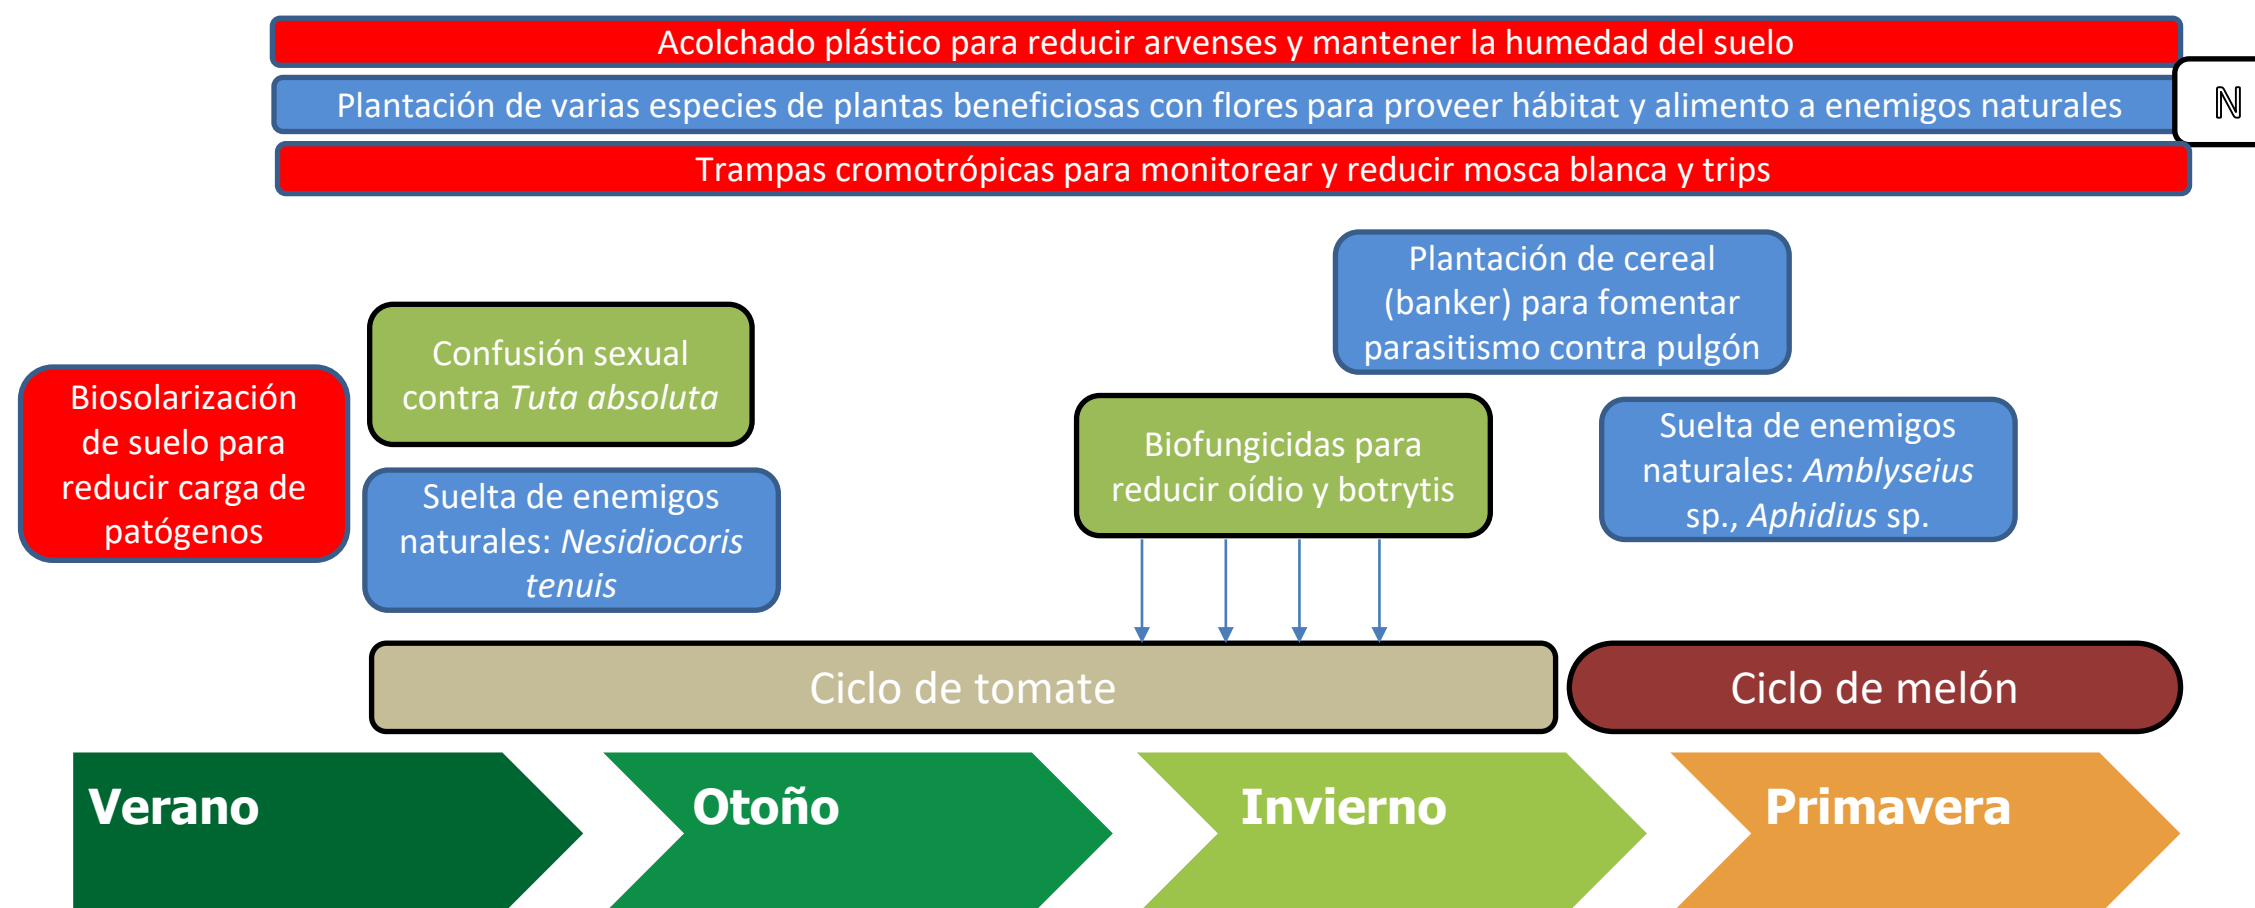 Acolchado plástico para reducir arvenses y mantener la humedad del suelo
Plantación de varias especies de plantas beneficiosas con flores para proveer hábitat y alimento a enemigos naturales
ℕ
Trampas cromotrópicas para monitorear y reducir mosca blanca y trips
Plantación de cereal
(banker) para fomentar
parasitismo contra pulgón
Confusión sexual
contra Tuta absoluta
Biosolarización
de suelo para
reducir carga de
patógenos
Suelta de enemigos
naturales: Nesidiocoris
tenuis
Biofungicidas para
reducir oídio y botrytis
Suelta de enemigos
naturales: Amblyseius
sp., Aphidius sp.
Ciclo de tomate
Ciclo de melón
Verano
Otoño
Invierno
Primavera